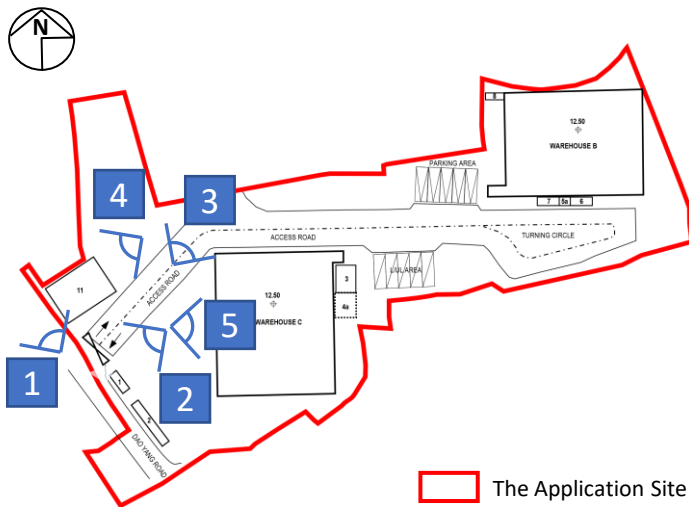 N
8
12.50
WAREHOUSE B
PARKING AREA
7 5a 6
4
3
ACCESS ROAD
TURNING CIRCLE
11
ACCESS ROAD
L/UL AREA
3
4a
12.50
WAREHOUSE C
5
1
2
DAO YANG ROAD
The Application Site